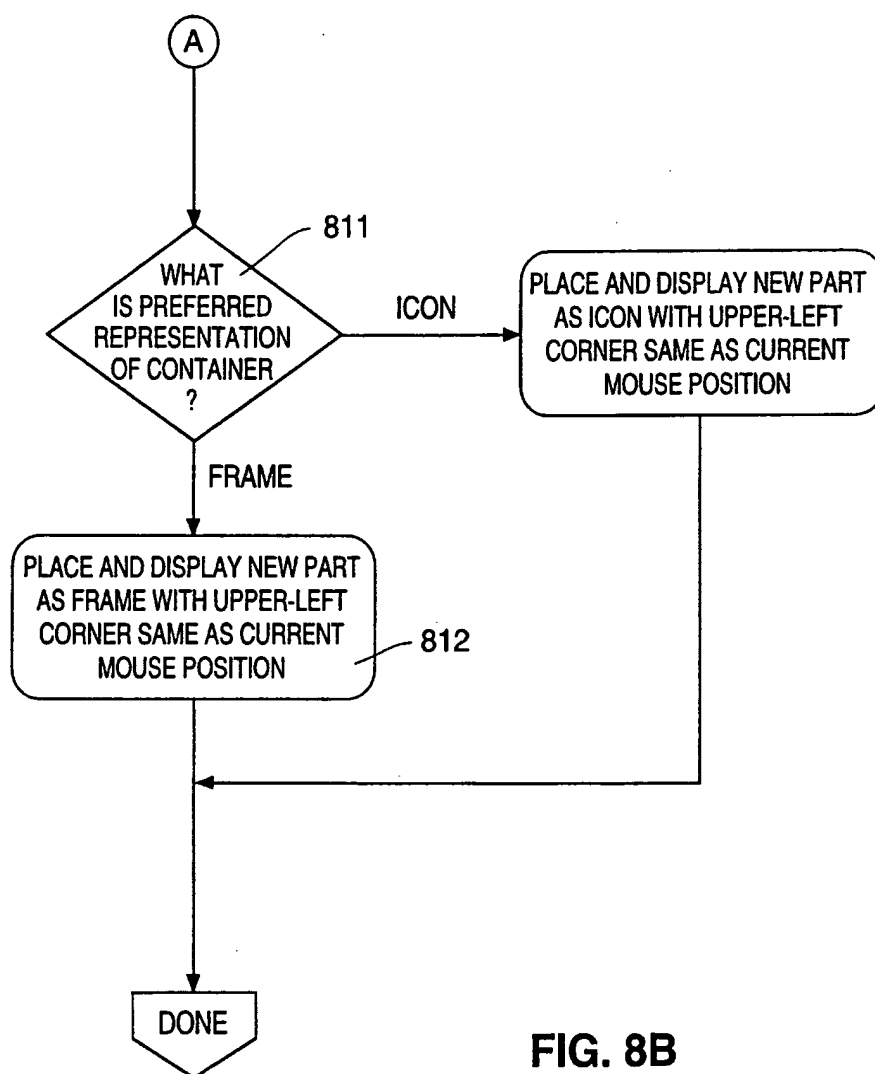 A
811
WHAT
IS PREFERRED
REPRESENTATION
OF CONTAINER
?
ICON
PLACE AND DISPLAY NEW PART
AS ICON WITH UPPER-LEFT
CORNER SAME AS CURRENT
MOUSE POSITION
FRAME
PLACE AND DISPLAY NEW PART
AS FRAME WITH UPPER-LEFT
CORNER SAME AS CURRENT
MOUSE POSITION
812
DONE
FIG. 8B